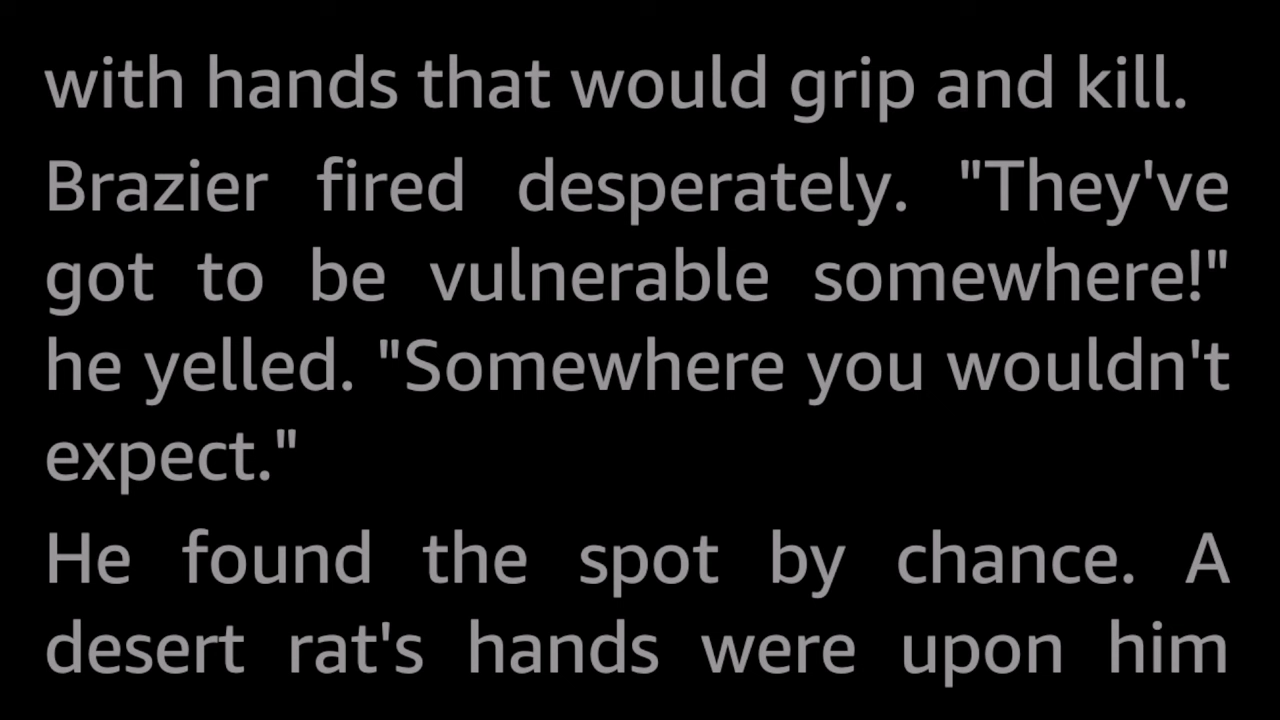 with hands that would grip and kill.
Brazier fired desperately. "They've
got to be vulnerable somewhere!"
he yelled. "Somewhere you wouldn't
expect."
He found the spot by chance. A
desert rat's hands were upon him